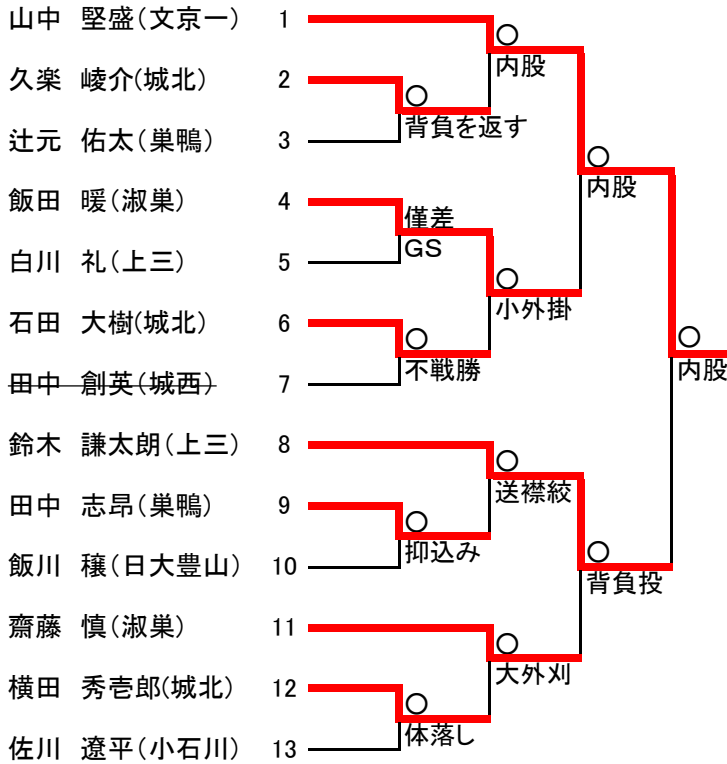 山中 堅盛(文京一) 1
○
内股
久楽 崚介(城北) 2
○
背負を返す
辻元 佑太(巣鴨) 3
○
内股
飯田 暖(淑巣) 4
僅差
GS
白川 礼(上三) 5
○
小外掛
石田 大樹(城北) 6
○
不戦勝
○
内股
田中 創英(城西) 7
鈴木 謙太朗(上三) 8
○
送襟絞
田中 志昂(巣鴨) 9
○
抑込み
飯川 穣(日大豊山) 10
○
背負投
齋藤 慎(淑巣) 11
○
大外刈
横田 秀壱郎(城北) 12
○
体落し
佐川 遼平(小石川) 13